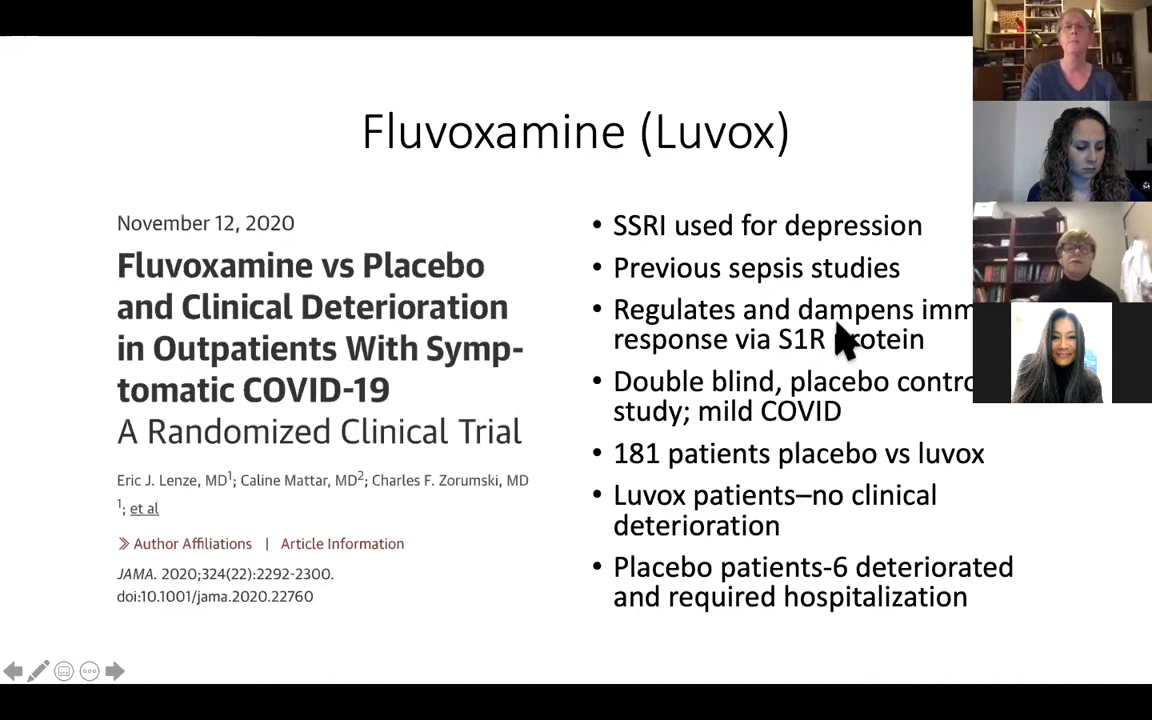 Fluvoxamine (Luvox)
November 12, 2020
Fluvoxamine vs Placebo
and Clinical Deterioration
in Outpatients With Symp-
tomatic COVID-19
A Randomized Clinical Trial
Eric J. Lenze, MD1; Caline Mattar, MD2; Charles F. Zorumski, MD
1; et al
Author Affiliations | Article Information
JAMA. 2020;324(22):2292-2300.
doi:10.1001/jama.2020.22760
• SSRI used for depression
• Previous sepsis studies
• Regulates and dampens imm
response via S1R
• Double blind, placebo contro
study; mild COVID
• 181 patients placebo vs luvox
• Luvox patients–no clinical
deterioration
• Placebo patients-6 deteriorated
and required hospitalization